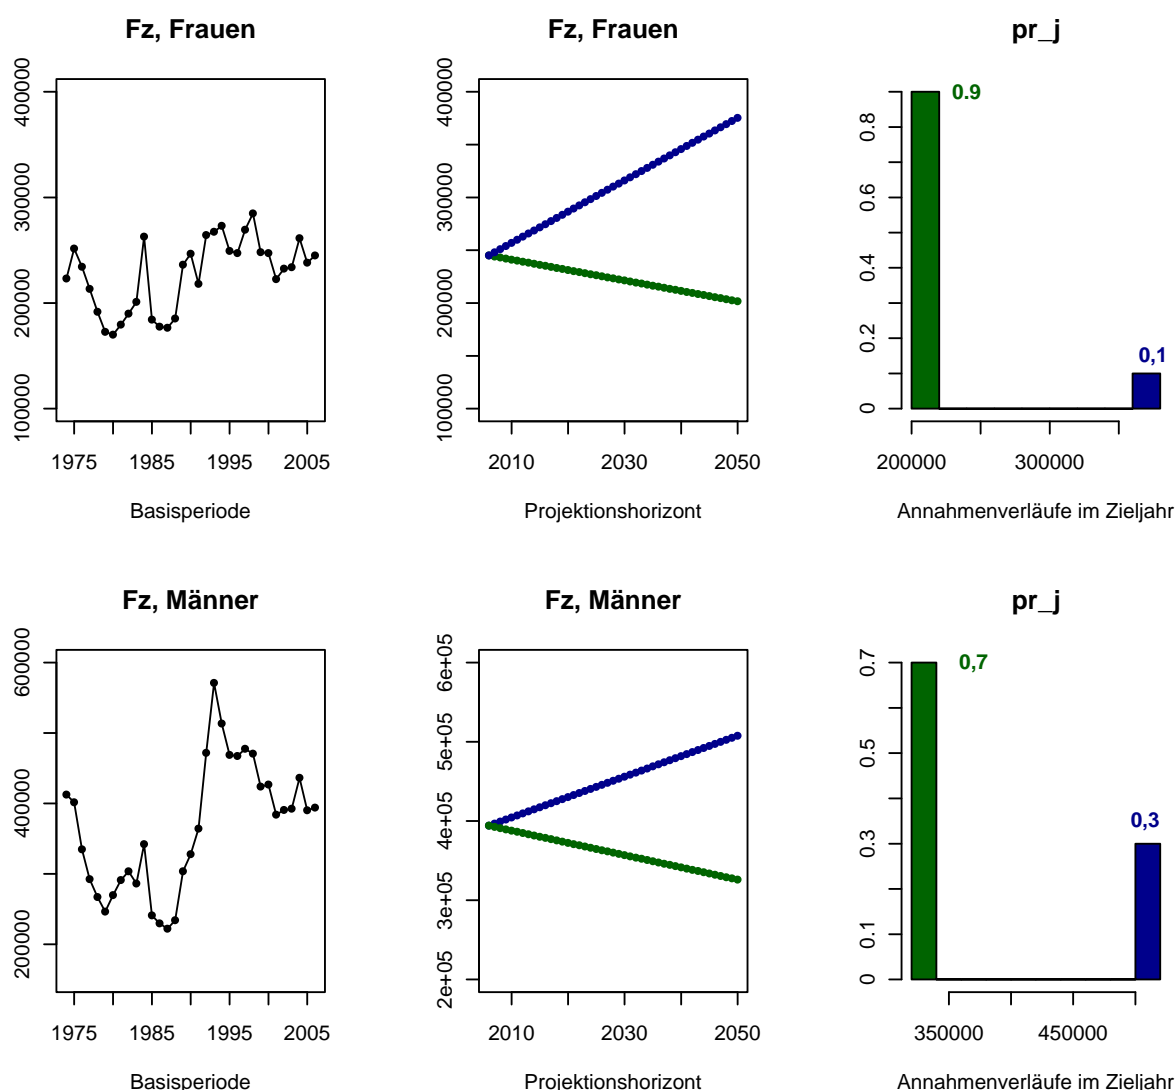 Fz, Frauen
400000
300000
200000
100000
1975 1985 1995 2005
Basisperiode
Fz, Frauen
400000
300000
200000
100000
2010 2030 2050
Projektionshorizont
pr_j
0.9
0,1
0.8
0.6
0.4
0.2
0
200000 300000
Annahmenverläufe im Zieljahr
Fz, Männer
600000
400000
200000
1975 1985 1995 2005
Basisperiode
Fz, Männer
6e+05
5e+05
4e+05
3e+05
2e+05
2010 2030 2050
Projektionshorizont
pr_j
0,7
0,3
0.7
0.5
0.3
0.1
0
350000 450000
Annahmenverläufe im Zieljahr